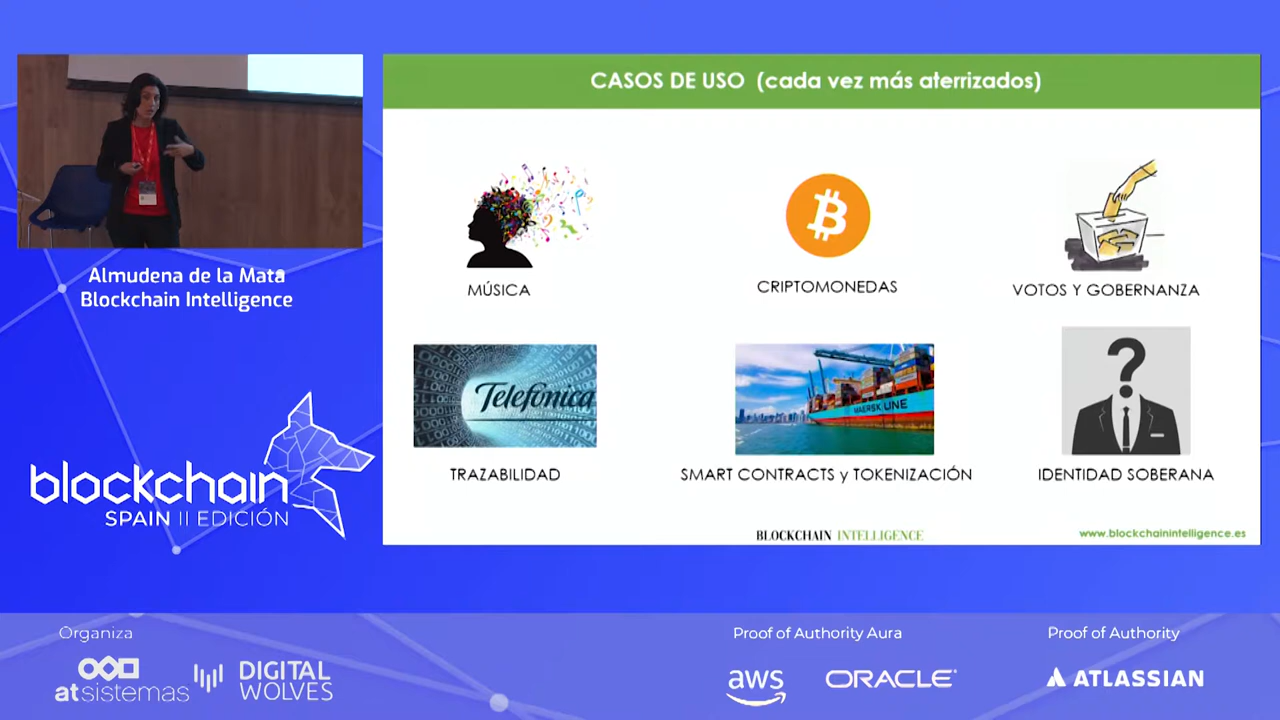 CASOS DE USO (cada vez más aterrizados)
MÚSICA
CRIPTOMONEDAS
VOTOS Y GOBERNANZA
Telefónica
MAERSK LINE
TRAZABILIDAD
SMART CONTRACTS y TOKENIZACIÓN
IDENTIDAD SOBERANA
BLOCKCHAIN INTELLIGENCE
www.blockchainintelligence.es
Almudena de la Mata
Blockchain Intelligence
blockchain
SPAIN II EDICIÓN
Organiza
atsistemas
DIGITAL
WOLVES
Proof of Authority Aura
aws
ORACLE
Proof of Authority
ATLASSIAN